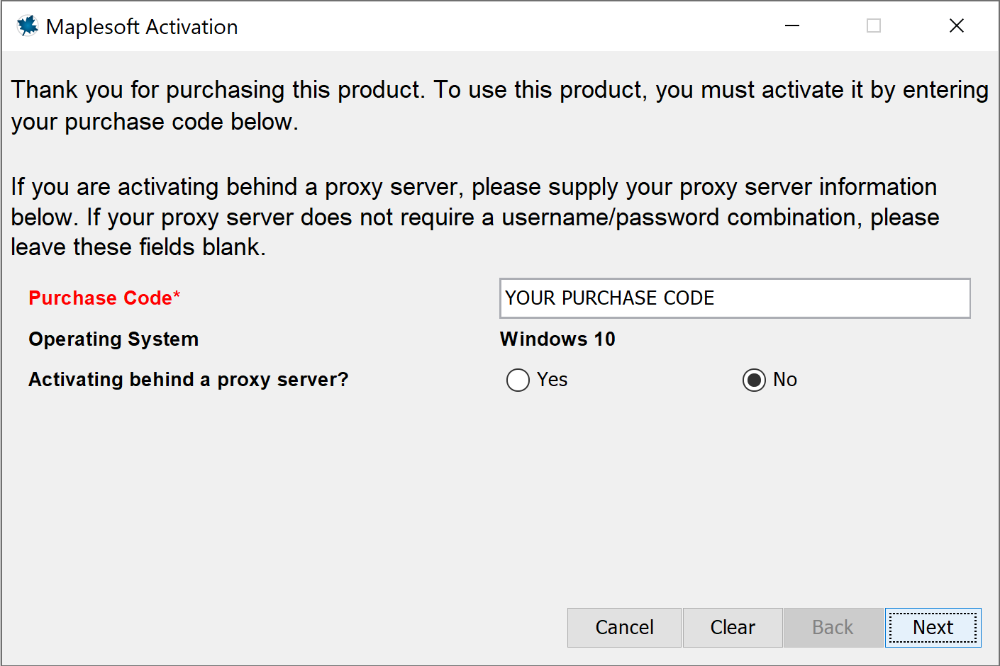 Maplesoft Activation
Thank you for purchasing this product. To use this product, you must activate it by entering
your purchase code below.
If you are activating behind a proxy server, please supply your proxy server information
below. If your proxy server does not require a username/password combination, please
leave these fields blank.
Purchase Code* YOUR PURCHASE CODE
Operating System Windows 10
Activating behind a proxy server? Yes No
Cancel Clear Back Next